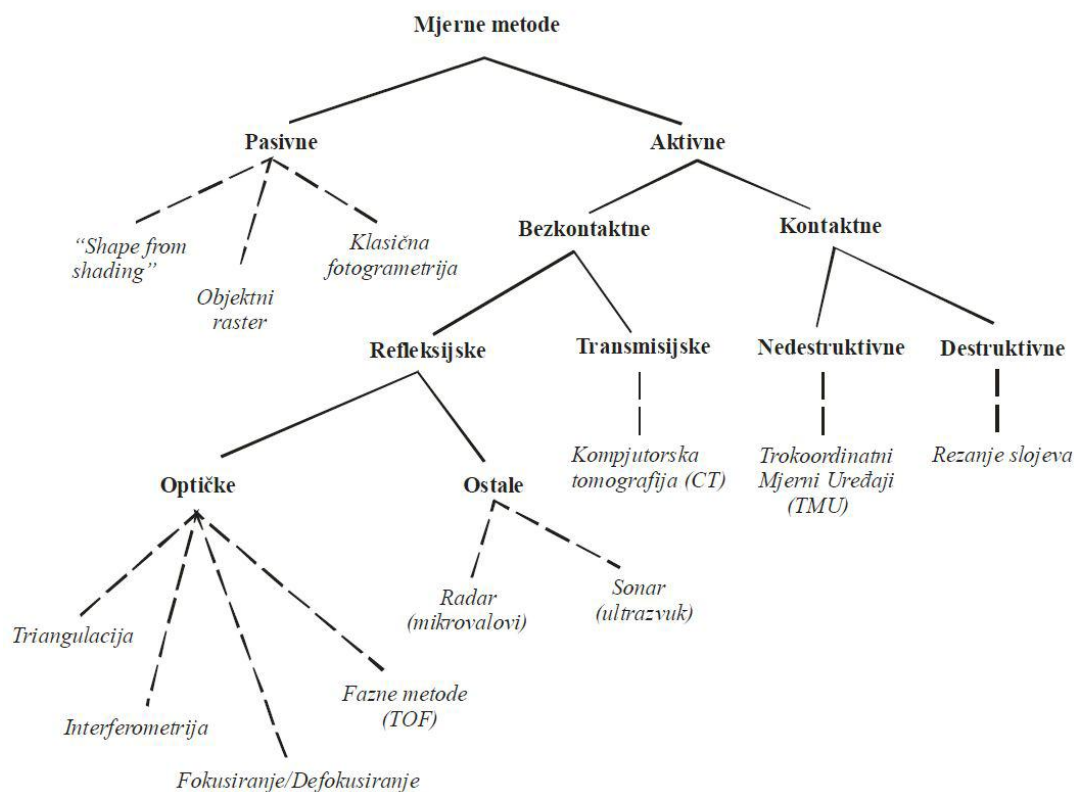 Mjerne metode
Pasivne
Aktivne
“Shape from
shading”
Objektni
raster
Klasična
fotogrametrija
Bezkontaktne
Kontaktne
Refleksijske
Transmisijske
Nedestruktivne
Destruktivne
Kompjutorska
tomografija (CT)
Trokoordinatni
Mjerni Uređaji
(TMU)
Rezanje slojeva
Optičke
Ostale
Radar
(mikrovalovi)
Sonar
(ultrazvuk)
Triangulacija
Interferometrija
Fokusiranje/Defokusiranje
Fazne metode
(TOF)